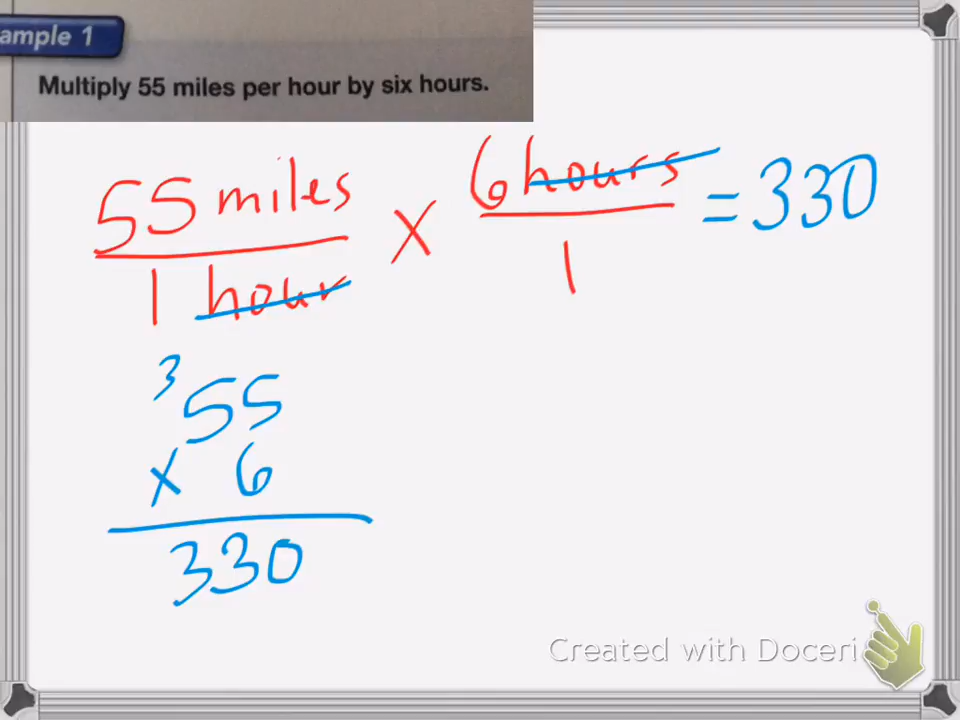 ample 1
Multiply 55 miles per hour by six hours.
55 miles × 6 hours = 330
1 hour 1
3
55
× 6
330
Created with Doceri